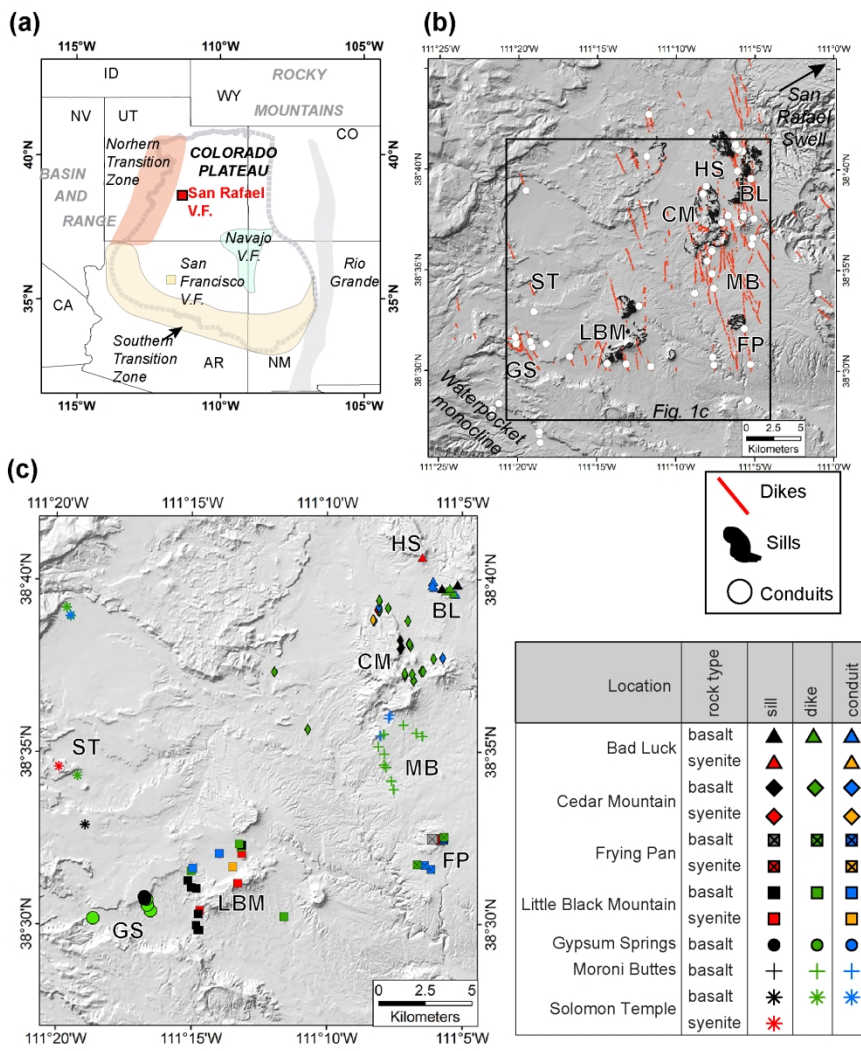 (a)
115°W
110°W
105°W
ID
ROCKY
WY
MOUNTAINS
NV
UT
CO
40°N
40°N
Norhern
Transition
Zone
COLORADO
PLATEAU
BASIN
AND
RANGE
San Rafael
V.F.
Navajo
V.F.
San
Francisco
V.F.
Rio
Grande
35°N
35°N
CA
Southern
Transition
Zone
AR
NM
115°W
110°W
105°W
(b)
111°25'W
111°20'W
111°15'W
111°10'W
111°5'W
111°0'W
San
Rafael
Swell
38°40'N
38°40'N
HS
BL
CM
38°35'N
38°35'N
ST
MB
LBM
FP
38°30'N
38°30'N
GS
Waterpocket
monocline
Fig. 1c
0 2.5 5
Kilometers
111°25'W
111°20'W
111°15'W
111°10'W
111°5'W
111°0'W
(c)
111°20'W
111°15'W
111°10'W
111°5'W
HS
38°40'N
38°40'N
BL
CM
38°35'N
38°35'N
ST
MB
FP
LBM
38°30'N
38°30'N
GS
0 2.5 5
Kilometers
111°20'W
111°15'W
111°10'W
111°5'W
Dikes
Sills
Conduits
Location
rock type
sill
dike
conduit
Bad Luck
basalt
syenite
Cedar Mountain
basalt
syenite
Frying Pan
basalt
syenite
Little Black Mountain
basalt
syenite
Gypsum Springs
basalt
Moroni Buttes
basalt
Solomon Temple
basalt
syenite